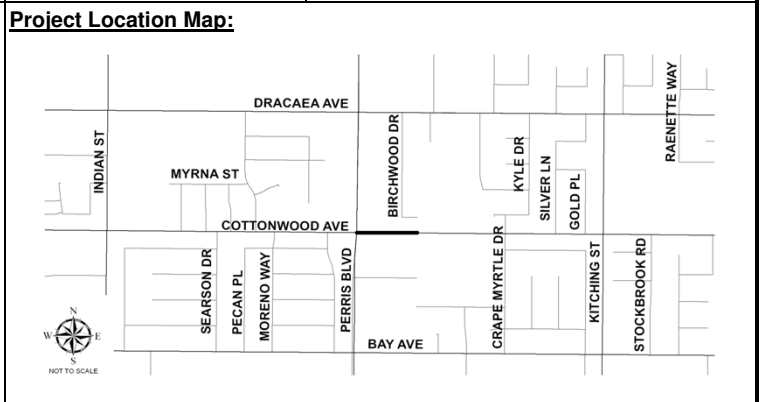 Project Location Map:
DRACAEA AVE
INDIAN ST
MYRNA ST
BIRCHWOOD DR
KYLE DR
SILVER LN
GOLD PL
RAENETTE WAY
COTTONWOOD AVE
SEARSON DR
PECAN PL
MORENO WAY
PERRIS BLVD
CRAPE MYRTLE DR
KITCHING ST
STOCKBROOK RD
BAY AVE
N
W
E
S
NOT TO SCALE